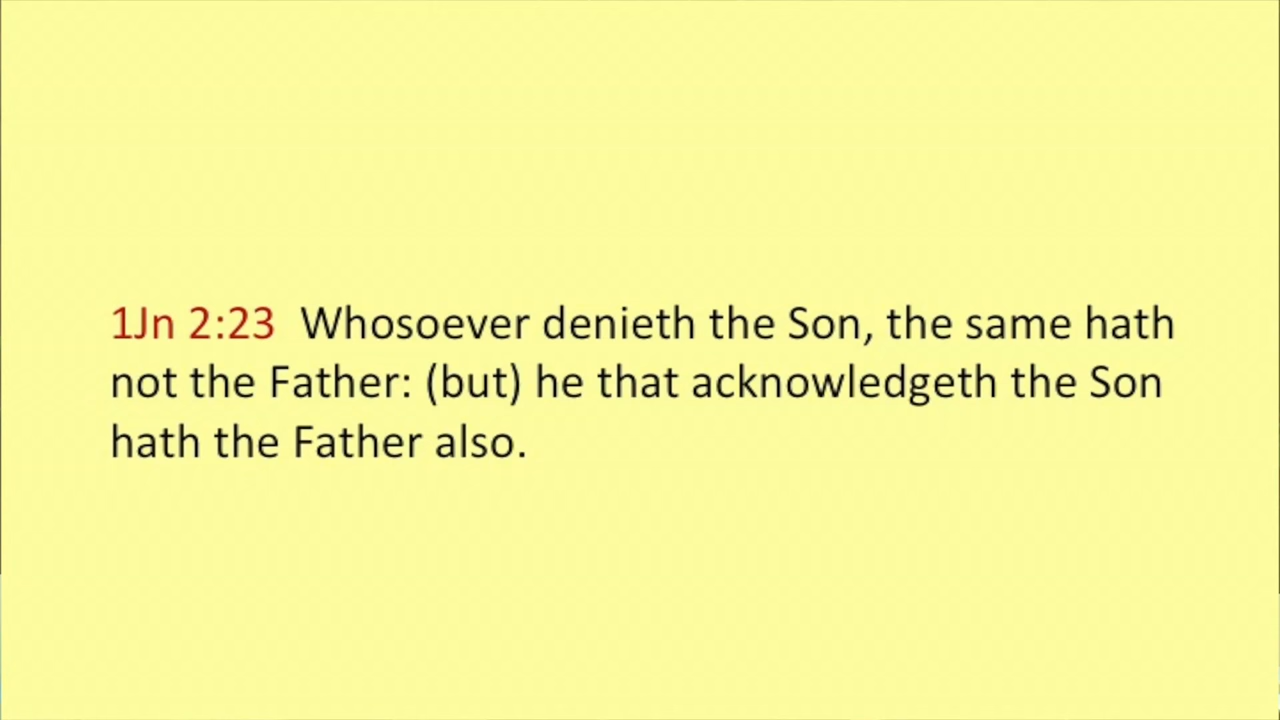 1Jn 2:23  Whosoever denieth the Son, the same hath
not the Father: (but) he that acknowledgeth the Son
hath the Father also.